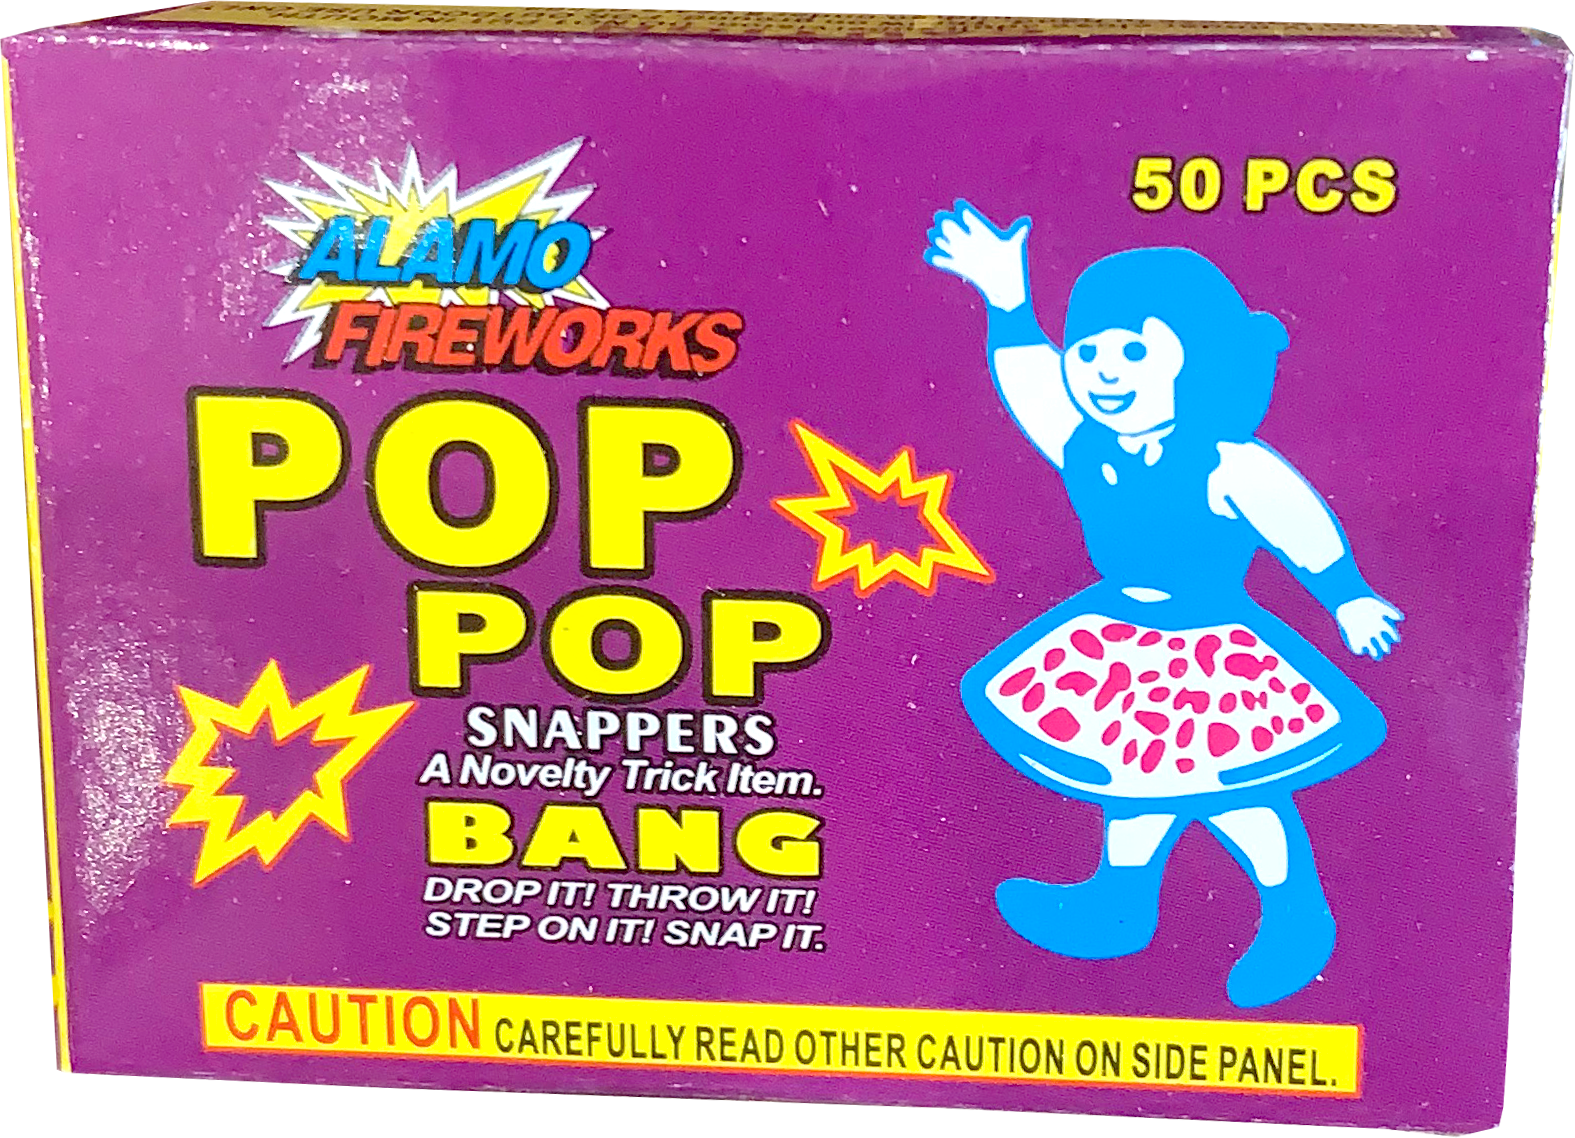 50 PCS
ALAMO
FIREWORKS
POP
POP
SNAPPERS
A Novelty Trick Item.
BANG
DROP IT! THROW IT!
STEP ON IT! SNAP IT.
CAUTION CAREFULLY READ OTHER CAUTION ON SIDE PANEL.